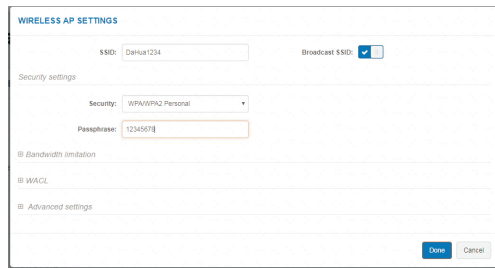 WIRELESS AP SETTINGS
SSID: DaHua1234 Broadcast SSID:
Security settings
Security: WPA/WPA2 Personal
Passphrase: 12345678
Bandwidth limitation
WACL
Advanced settings
Done Cancel